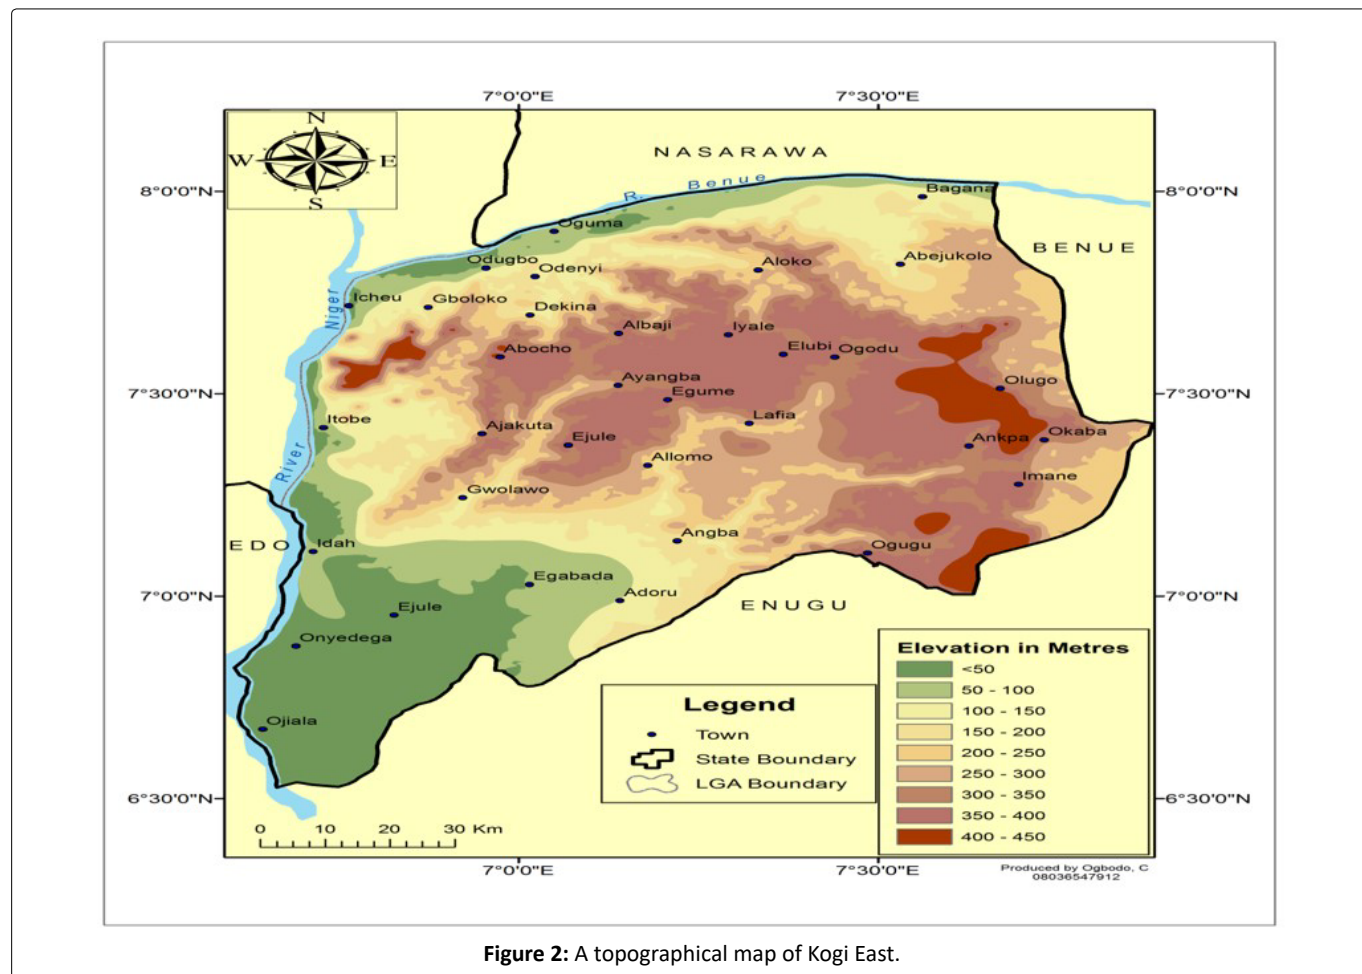 7°0'0"E
7°30'0"E
N
W
E
S
NASARAWA
R. Benue
8°0'0"N
8°0'0"N
Bagana
Oguma
BENUE
Odugbo
Odenyi
Aloko
Abejukolo
Icheu
Gboloko
Dekina
River Niger
Albaji
Iyale
Abocho
Elubi
Ogodu
Ayangba
Egume
Olugo
7°30'0"N
7°30'0"N
Itobe
Ajakuta
Ejule
Lafia
Ankpa
Okaba
Allomo
Gwolawo
Imane
EDO
Idah
Angba
Ogugu
Egabada
Adoru
Ejule
ENUGU
7°0'0"N
7°0'0"N
Onyedega
Ojiala
Elevation in Metres
<50
50 - 100
100 - 150
150 - 200
200 - 250
250 - 300
300 - 350
350 - 400
400 - 450
Legend
Town
State Boundary
LGA Boundary
6°30'0"N
6°30'0"N
0 10 20 30 Km
7°0'0"E
7°30'0"E
Produced by Ogbodo, C
08036547912
Figure 2: A topographical map of Kogi East.